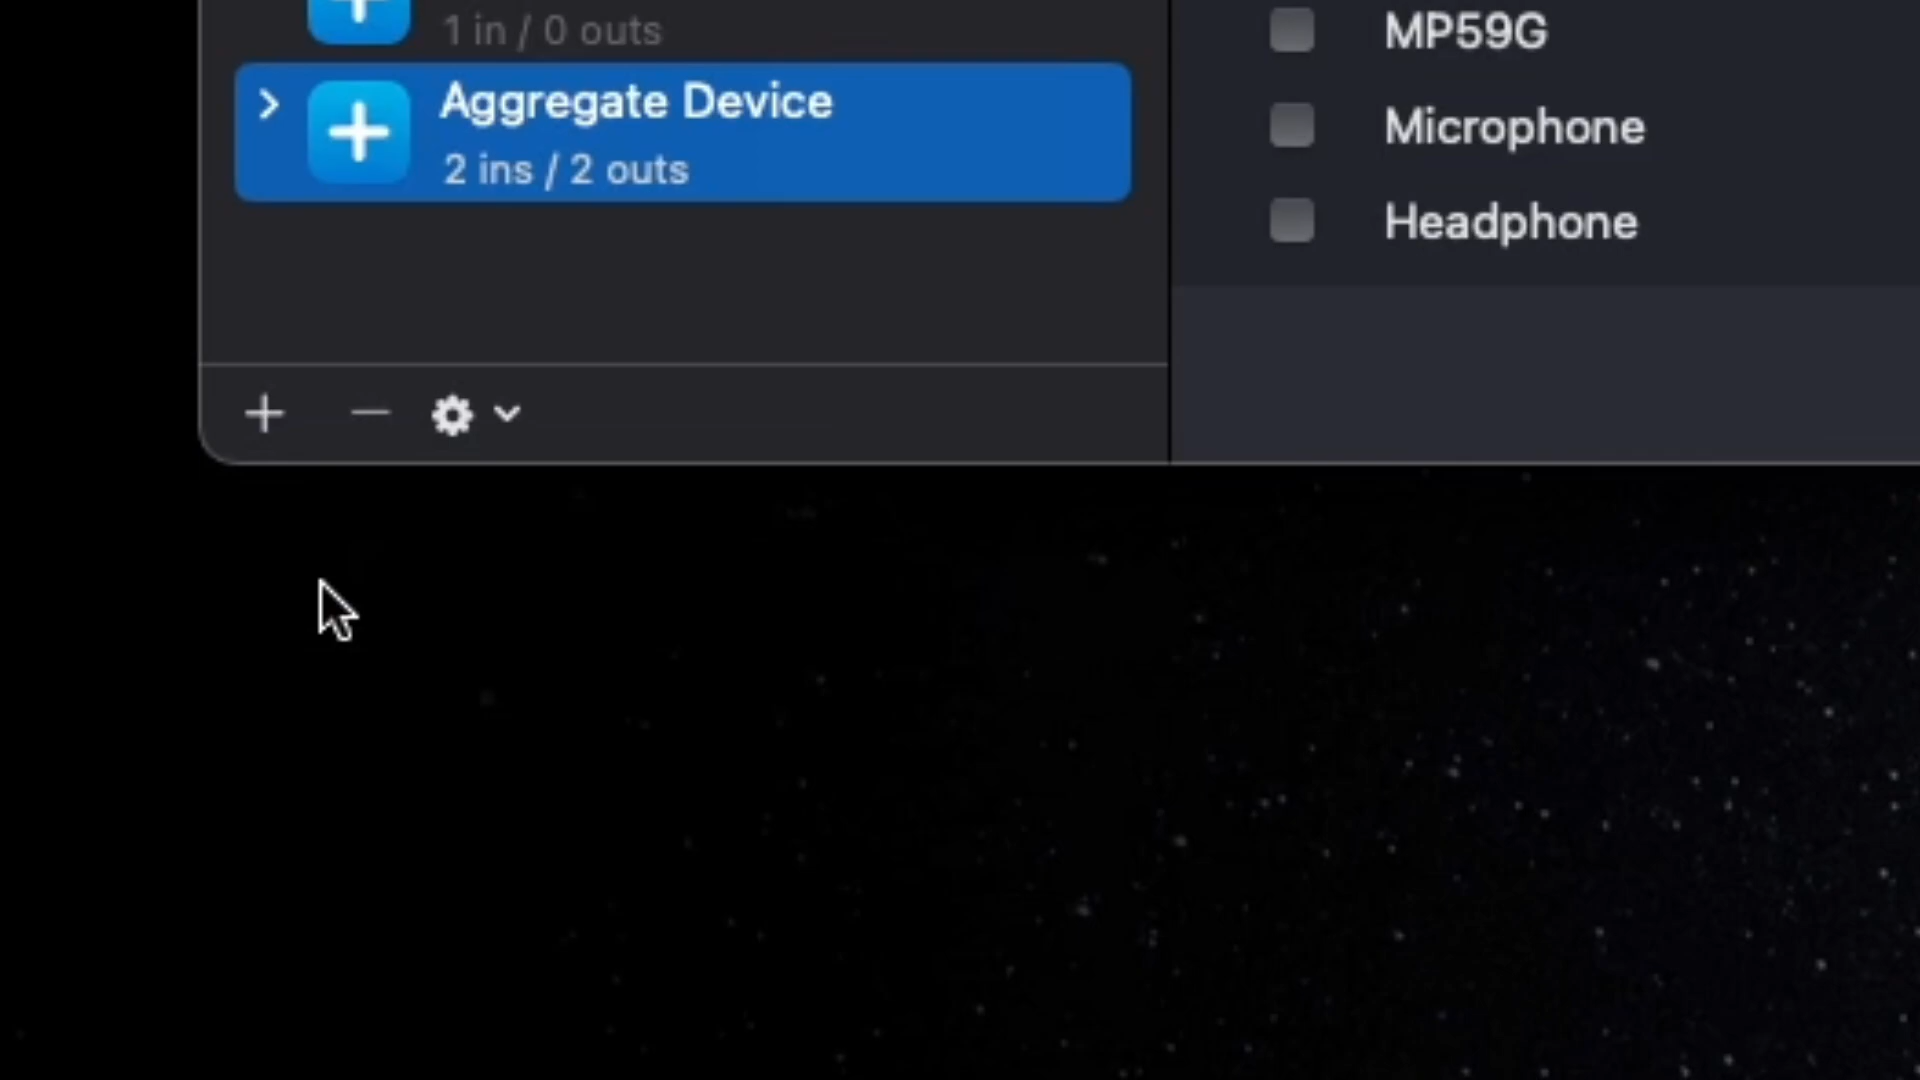 1 in / 0 outs
Aggregate Device
2 ins / 2 outs
MP59G
Microphone
Headphone